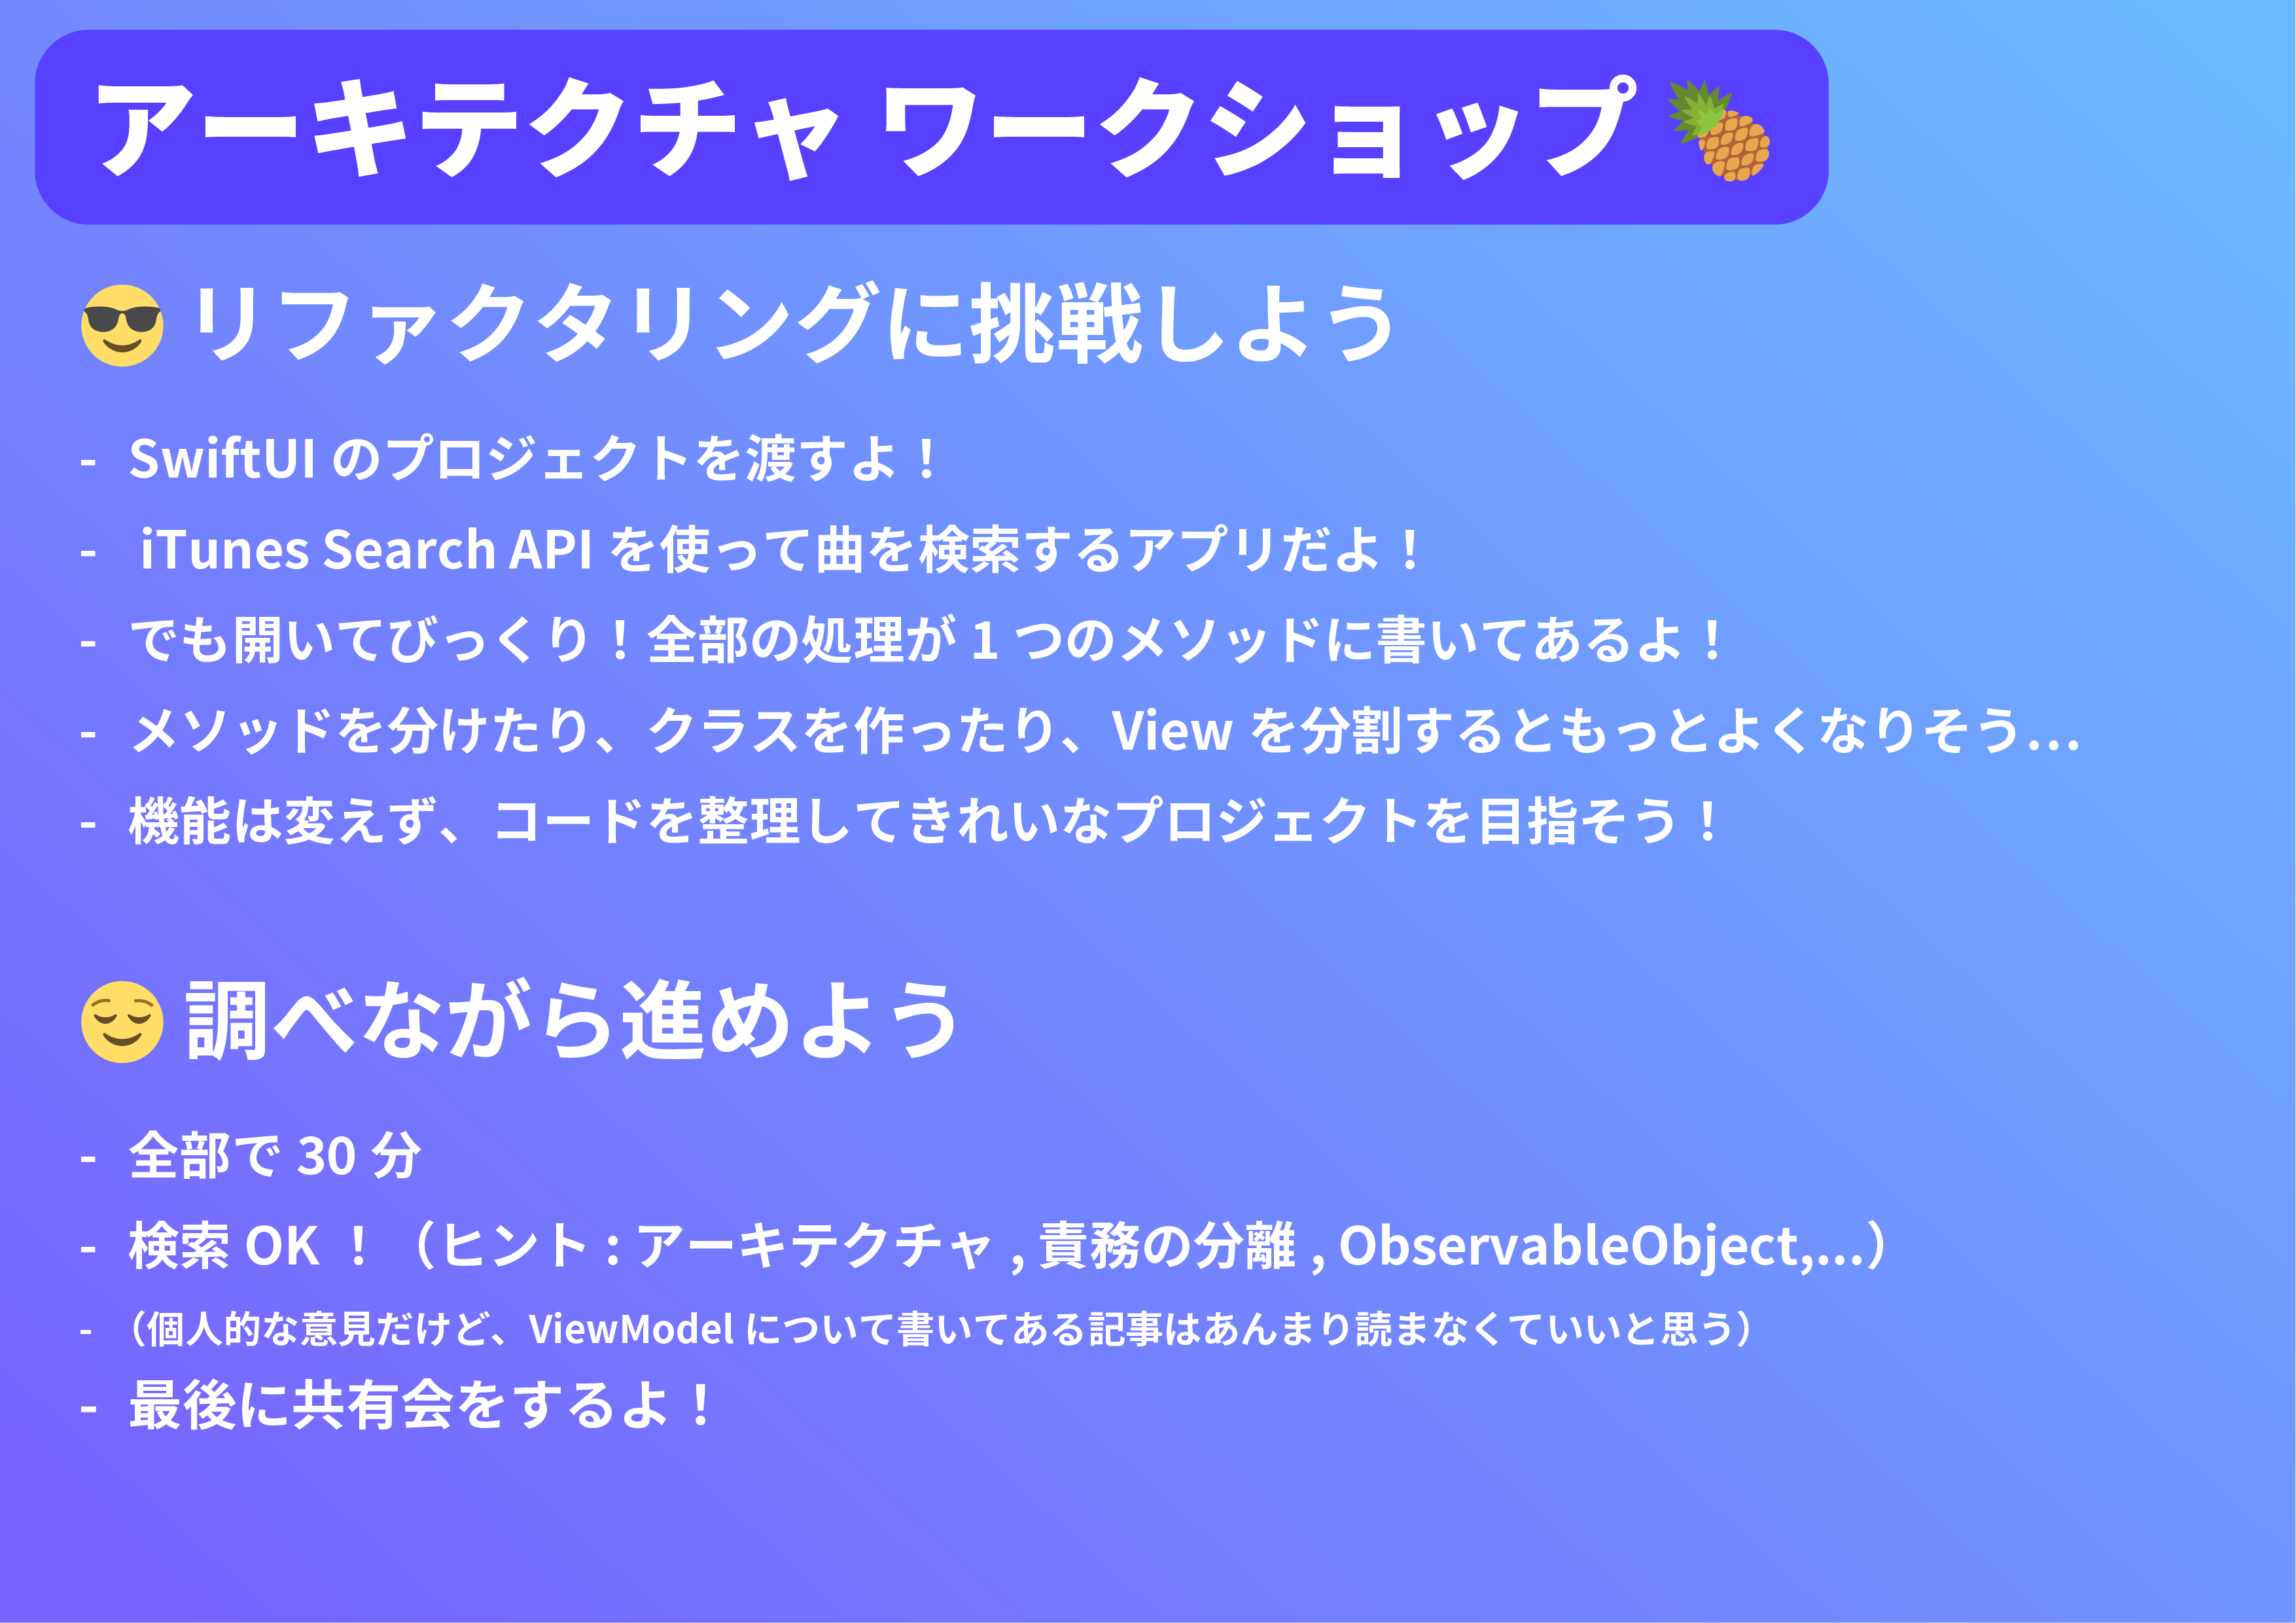 アーキテクチャ ワークショップ 🍍
😎 リファクタリングに挑戦しよう
- SwiftUI のプロジェクトを渡すよ！
- iTunes Search API を使って曲を検索するアプリだよ！
- でも開いてびっくり！全部の処理が 1 つのメソッドに書いてあるよ！
- メソッドを分けたり、クラスを作ったり、View を分割するともっとよくなりそう…
- 機能は変えず、コードを整理してきれいなプロジェクトを目指そう！
😌 調べながら進めよう
- 全部で 30 分
- 検索 OK ！（ヒント : アーキテクチャ , 責務の分離 , ObservableObject,...）
- （個人的な意見だけど、ViewModel について書いてある記事はあんまり読まなくていいと思う）
- 最後に共有会をするよ！